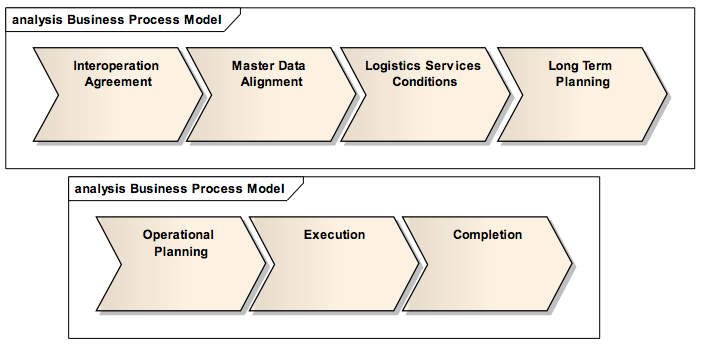 analysis Business Process Model
Interoperation
Agreement
Master Data
Alignment
Logistics Services
Conditions
Long Term
Planning
analysis Business Process Model
Operational
Planning
Execution
Completion